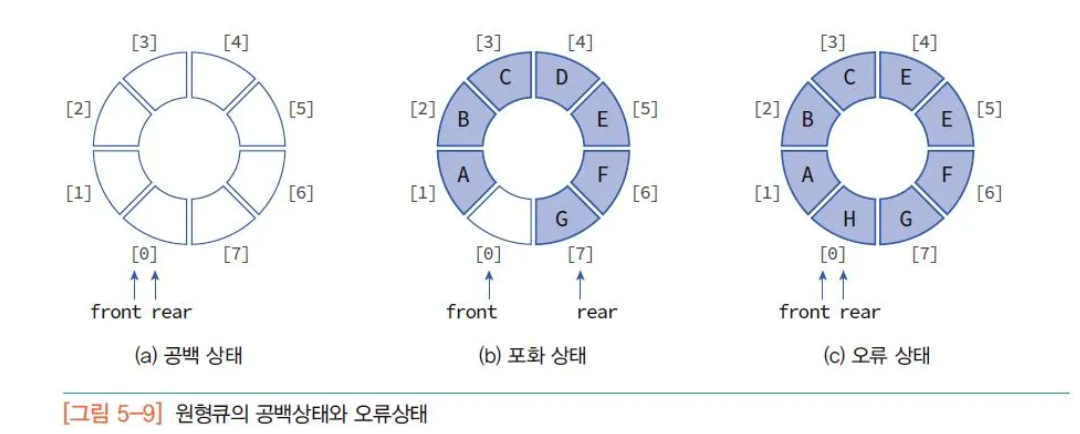 [3] [4] [3] [4] [3] [4]
C D C E
[2] [5] [2] B E [5] [2] B E [5]
[1] [6] [1] A F [6] [1] A F [6]
G H G
[0] [7] [0] [7] [0] [7]
front rear front rear front rear
(a) 공백 상태 (b) 포화 상태 (c) 오류 상태
[그림 5-9] 원형큐의 공백상태와 오류상태